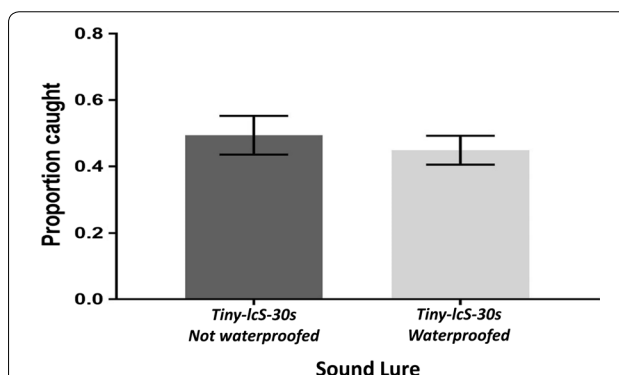 Proportion caught
0.8
0.6
0.4
0.2
0.0
Tiny-lcS-30s
Not waterproofed
Tiny-lcS-30s
Waterproofed
Sound Lure